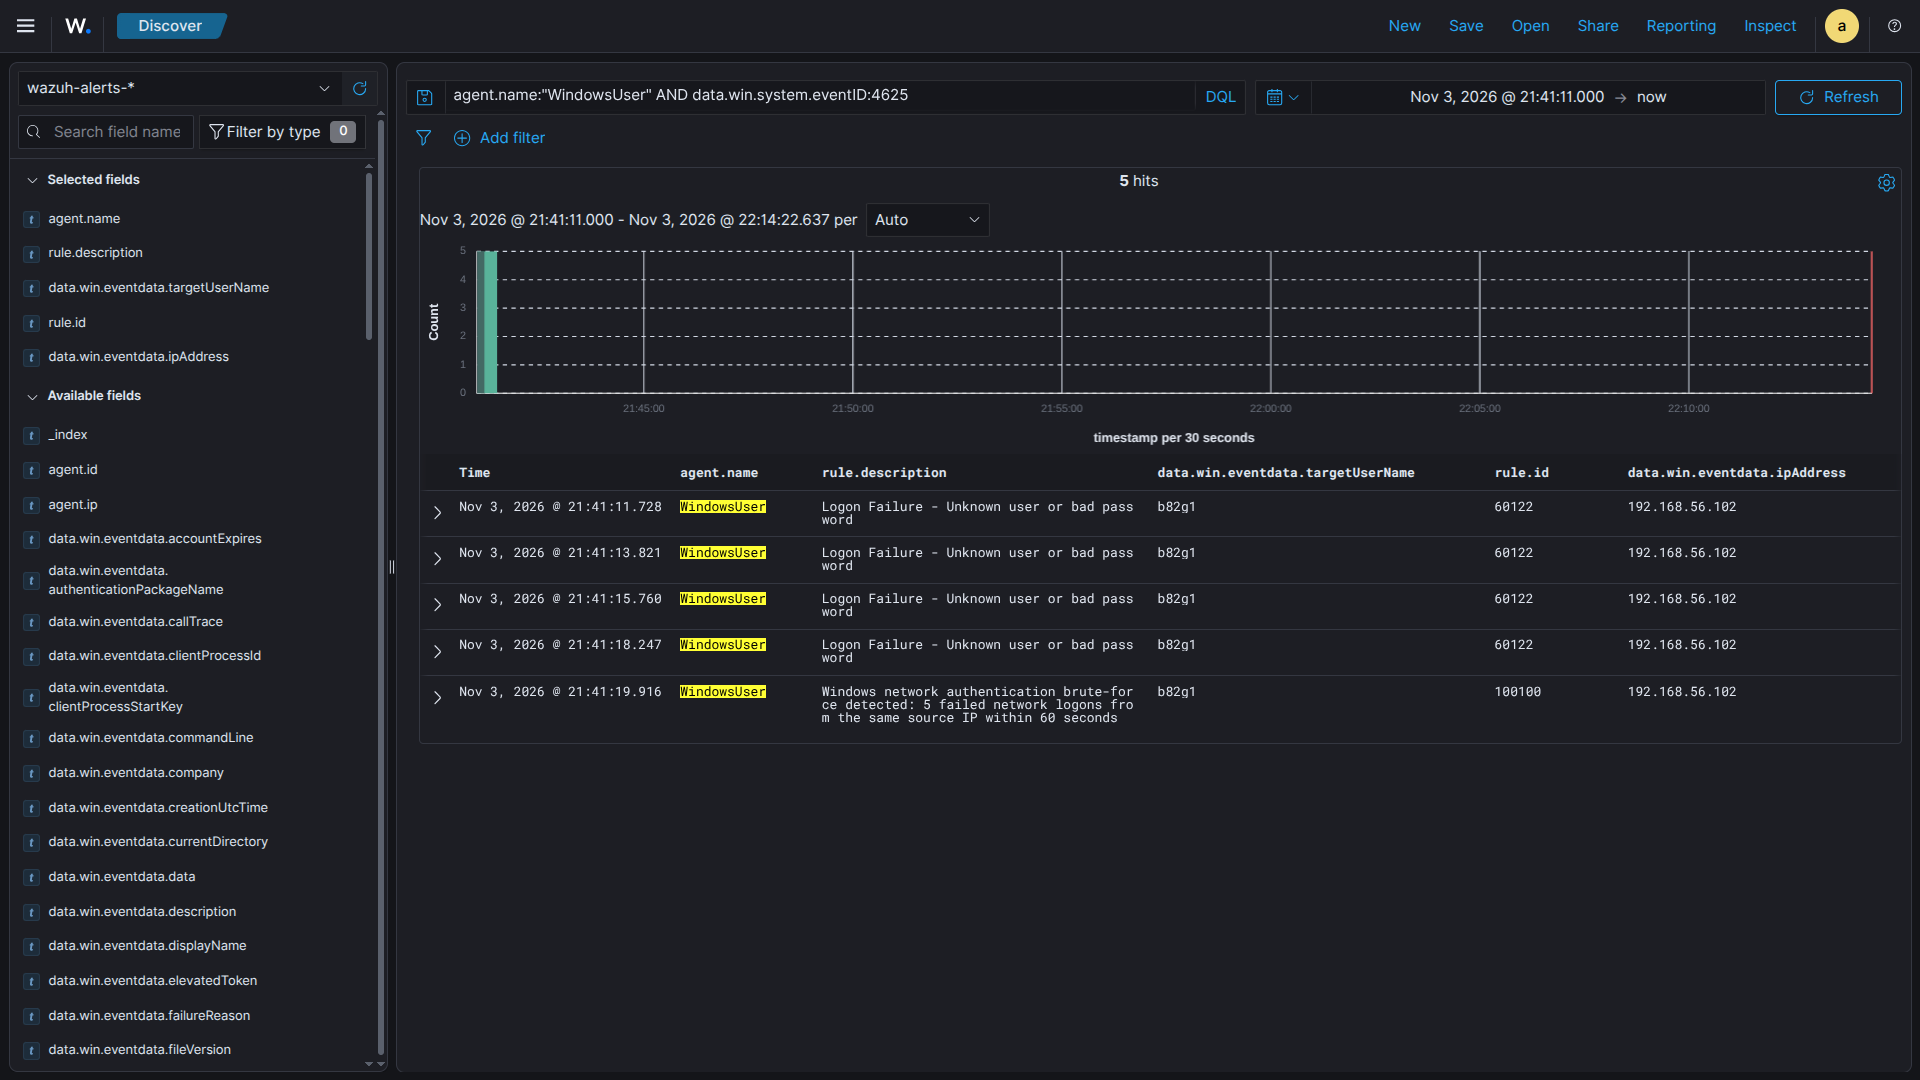 W.
Discover
New
Save
Open
Share
Reporting
Inspect
a
wazuh-alerts-*
Search field name
Filter by type 0
Selected fields
t agent.name
t rule.description
t data.win.eventdata.targetUserName
t rule.id
t data.win.eventdata.ipAddress
Available fields
t _index
t agent.id
t agent.ip
t data.win.eventdata.accountExpires
t data.win.eventdata.
authenticationPackageName
t data.win.eventdata.callTrace
t data.win.eventdata.clientProcessId
t data.win.eventdata.
clientProcessStartKey
t data.win.eventdata.commandLine
t data.win.eventdata.company
t data.win.eventdata.creationUtcTime
t data.win.eventdata.currentDirectory
t data.win.eventdata.data
t data.win.eventdata.description
t data.win.eventdata.displayName
t data.win.eventdata.elevatedToken
t data.win.eventdata.failureReason
t data.win.eventdata.fileVersion
agent.name:"WindowsUser" AND data.win.system.eventID:4625
DQL
Nov 3, 2026 @ 21:41:11.000 → now
Refresh
Add filter
5 hits
Nov 3, 2026 @ 21:41:11.000 - Nov 3, 2026 @ 22:14:22.637 per Auto
5
4
3
2
1
0
Count
21:45:00 21:50:00 21:55:00 22:00:00 22:05:00 22:10:00
timestamp per 30 seconds
Time agent.name rule.description data.win.eventdata.targetUserName rule.id data.win.eventdata.ipAddress
Nov 3, 2026 @ 21:41:11.728 WindowsUser Logon Failure - Unknown user or bad pass b82g1 60122 192.168.56.102
word
Nov 3, 2026 @ 21:41:13.821 WindowsUser Logon Failure - Unknown user or bad pass b82g1 60122 192.168.56.102
word
Nov 3, 2026 @ 21:41:15.760 WindowsUser Logon Failure - Unknown user or bad pass b82g1 60122 192.168.56.102
word
Nov 3, 2026 @ 21:41:18.247 WindowsUser Logon Failure - Unknown user or bad pass b82g1 60122 192.168.56.102
word
Nov 3, 2026 @ 21:41:19.916 WindowsUser Windows network authentication brute-for b82g1 100100 192.168.56.102
ce detected: 5 failed network logons fro
m the same source IP within 60 seconds